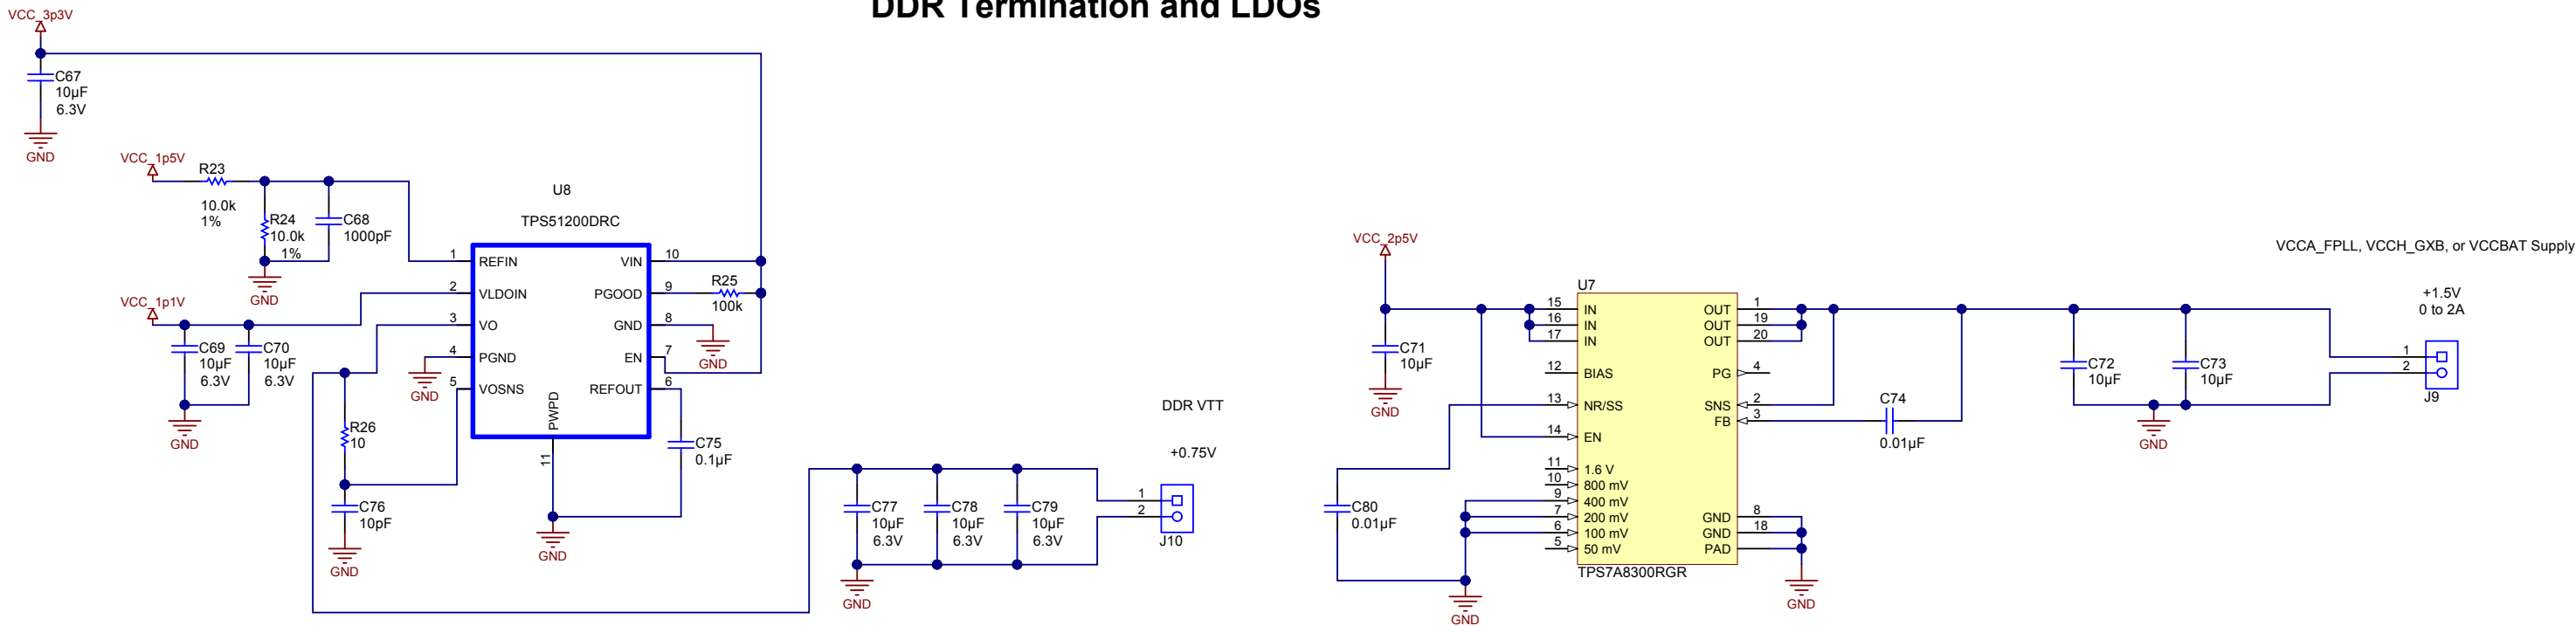 DDR Termination and LDOs
VCC_3p3V
C67
10µF
6.3V
GND
VCC_1p5V
R23
10.0k
1%
R24
10.0k
1%
C68
1000pF
GND
VCC_1p1V
C69
10µF
6.3V
C70
10µF
6.3V
GND
U8
TPS51200DRC
1 REFIN
2 VLDOIN
3 VO
4 PGND
5 VOSNS
VIN 10
PGOOD 9
GND 8
EN 7
REFOUT 6
PWPD
11
R25
100k
GND
GND
R26
10
C76
10pF
GND
C75
0.1µF
GND
DDR VTT
+0.75V
C77
10µF
6.3V
C78
10µF
6.3V
C79
10µF
6.3V
1
2
J10
GND
VCC_2p5V
C71
10µF
GND
C80
0.01µF
GND
U7
15 IN
16 IN
17 IN
12 BIAS
13 NR/SS
14 EN
11 1.6 V
10 800 mV
9 400 mV
7 200 mV
6 100 mV
5 50 mV
OUT 1
OUT 19
OUT 20
PG 4
SNS 2
FB 3
GND 8
GND 18
PAD
TPS7A8300RGR
GND
C74
0.01µF
C72
10µF
C73
10µF
GND
VCCA_FPLL, VCCH_GXB, or VCCBAT Supply
+1.5V
0 to 2A
1
2
J9